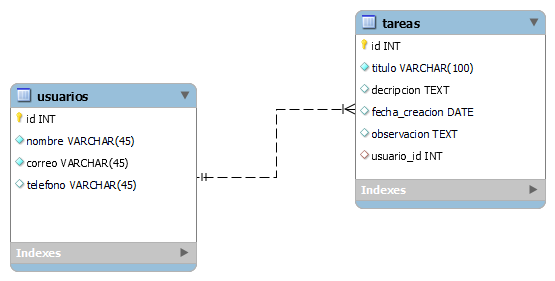 usuarios
id INT
nombre VARCHAR(45)
correo VARCHAR(45)
telefono VARCHAR(45)
Indexes
tareas
id INT
titulo VARCHAR(100)
decripcion TEXT
fecha_creacion DATE
observacion TEXT
usuario_id INT
Indexes